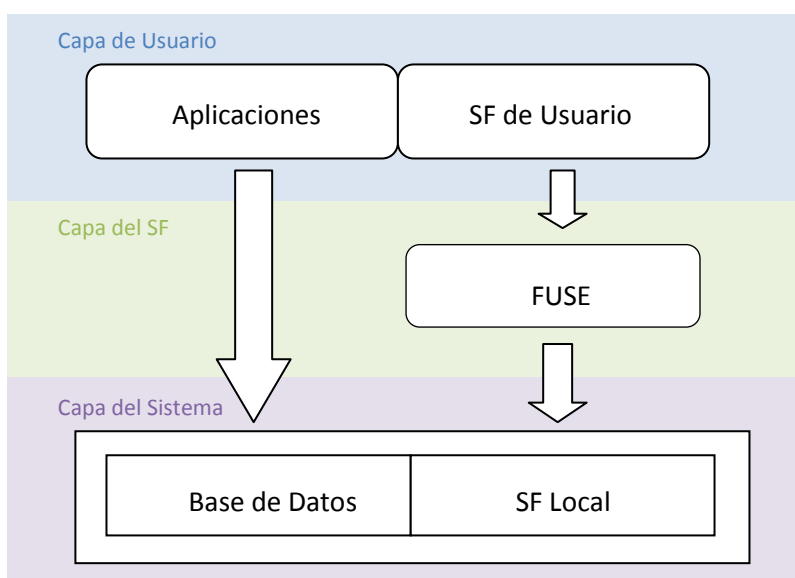 Capa de Usuario
Aplicaciones
SF de Usuario
Capa del SF
FUSE
Capa del Sistema
Base de Datos
SF Local